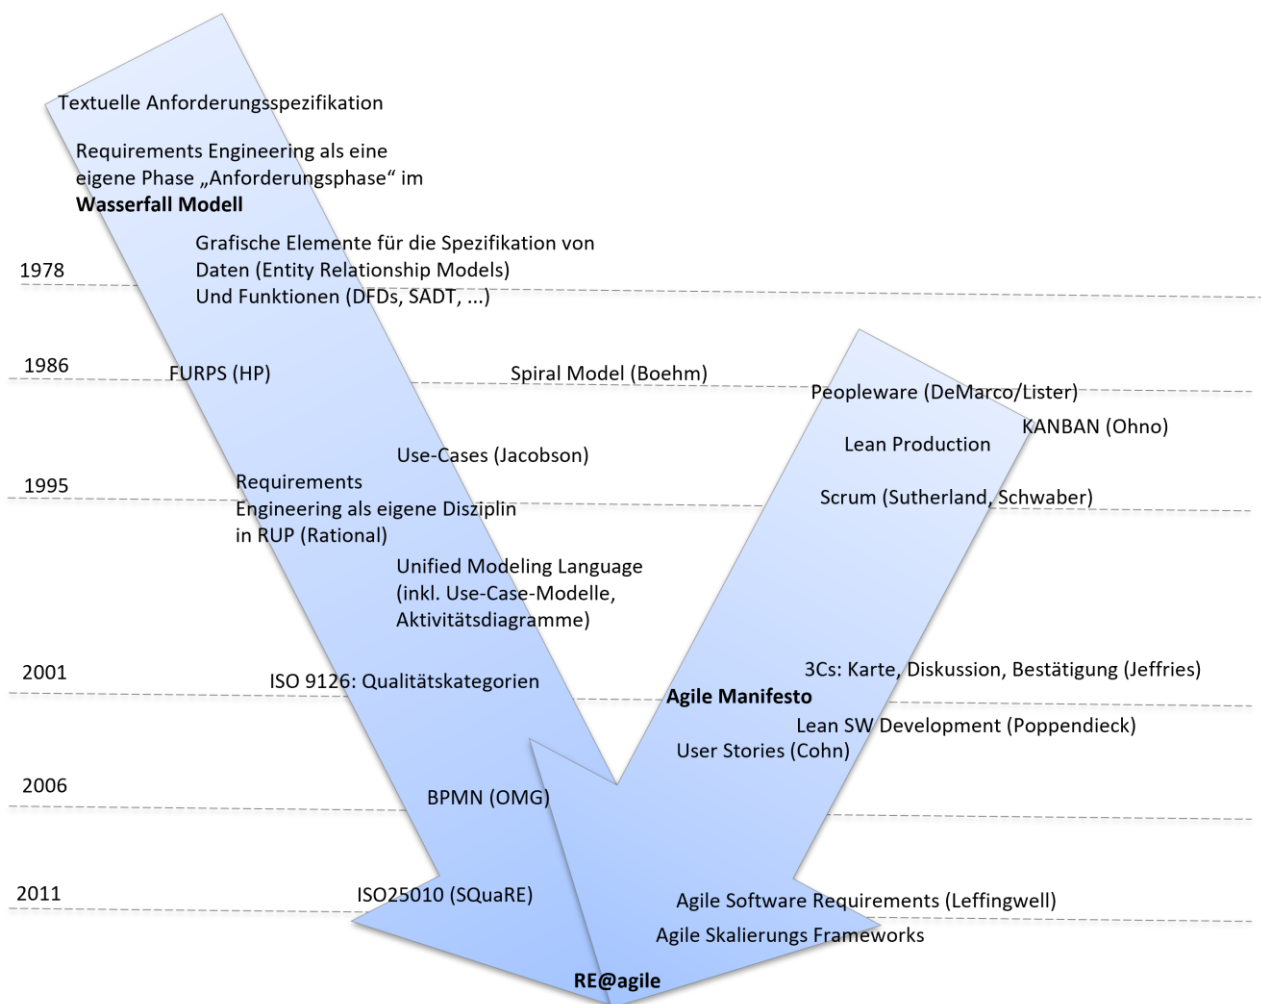 Textuelle Anforderungsspezifikation
Requirements Engineering als eine
eigene Phase „Anforderungsphase“ im
Wasserfall Modell
Grafische Elemente für die Spezifikation von
Daten (Entity Relationship Models)
Und Funktionen (DFDs, SADT, ...)
1978
1986
FURPS (HP)
Spiral Model (Boehm)
Peopleware (DeMarco/Lister)
KANBAN (Ohno)
Lean Production
Use-Cases (Jacobson)
1995
Requirements
Engineering als eigene Disziplin
in RUP (Rational)
Scrum (Sutherland, Schwaber)
Unified Modeling Language
(inkl. Use-Case-Modelle,
Aktivitätsdiagramme)
2001
ISO 9126: Qualitätskategorien
3Cs: Karte, Diskussion, Bestätigung (Jeffries)
Agile Manifesto
Lean SW Development (Poppendieck)
User Stories (Cohn)
2006
BPMN (OMG)
2011
ISO25010 (SQuaRE)
Agile Software Requirements (Leffingwell)
Agile Skalierungs Frameworks
RE@agile